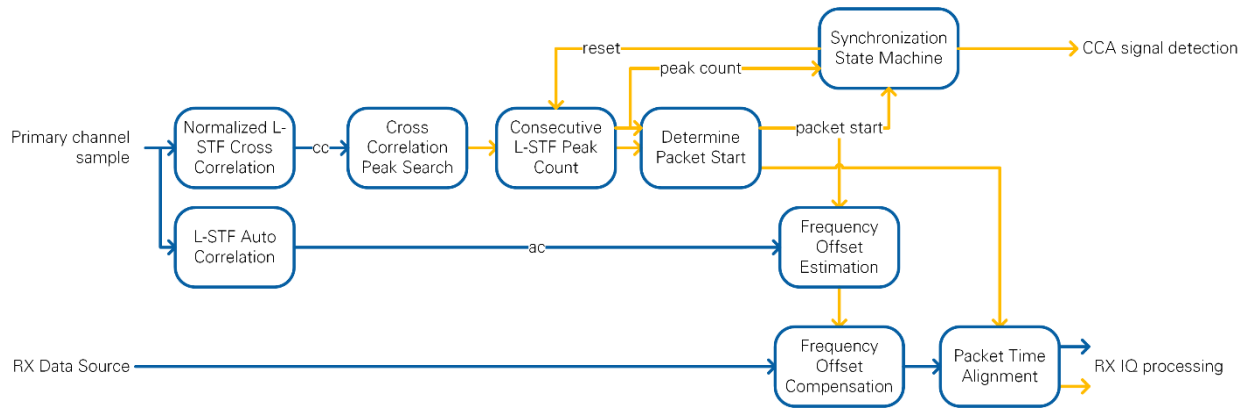 reset
Synchronization
State Machine
CCA signal detection
peak count
Primary channel
sample
Normalized L-
STF Cross
Correlation
cc
Cross
Correlation
Peak Search
Consecutive
L-STF Peak
Count
Determine
Packet Start
packet start
L-STF Auto
Correlation
ac
Frequency
Offset
Estimation
RX Data Source
Frequency
Offset
Compensation
Packet Time
Alignment
RX IQ processing